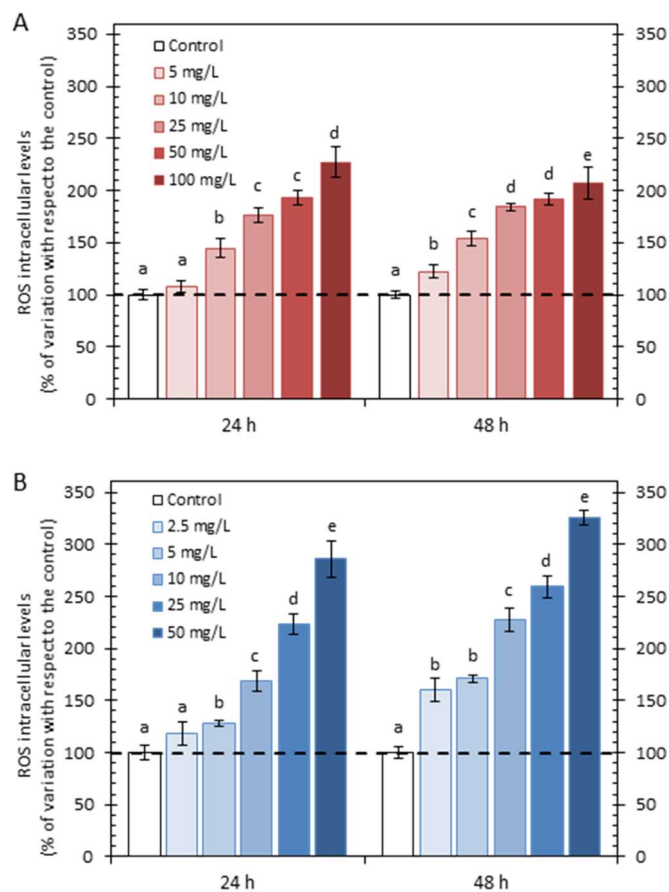 A
ROS intracellular levels
(% of variation with respect to the control)
350
300
250
200
150
100
50
0
Control
5 mg/L
10 mg/L
25 mg/L
50 mg/L
100 mg/L
a
a
b
c
c
d
a
b
c
d
d
e
350
300
250
200
150
100
50
0
24 h
48 h
B
ROS intracellular levels
(% of variation with respect to the control)
350
300
250
200
150
100
50
0
Control
2.5 mg/L
5 mg/L
10 mg/L
25 mg/L
50 mg/L
a
a
b
c
d
e
a
b
b
c
d
e
350
300
250
200
150
100
50
0
24 h
48 h